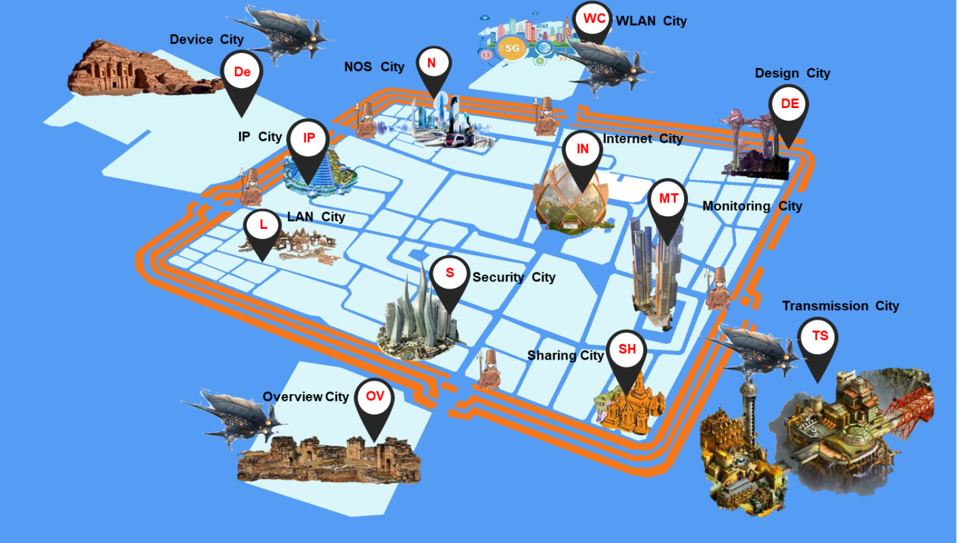 WC
WLAN City
5G
Device City
De
NOS City
N
Design City
DE
IP City
IP
IN
Internet City
MT
Monitoring City
L
LAN City
S
Security City
Transmission City
TS
Sharing City
SH
Overview City
OV